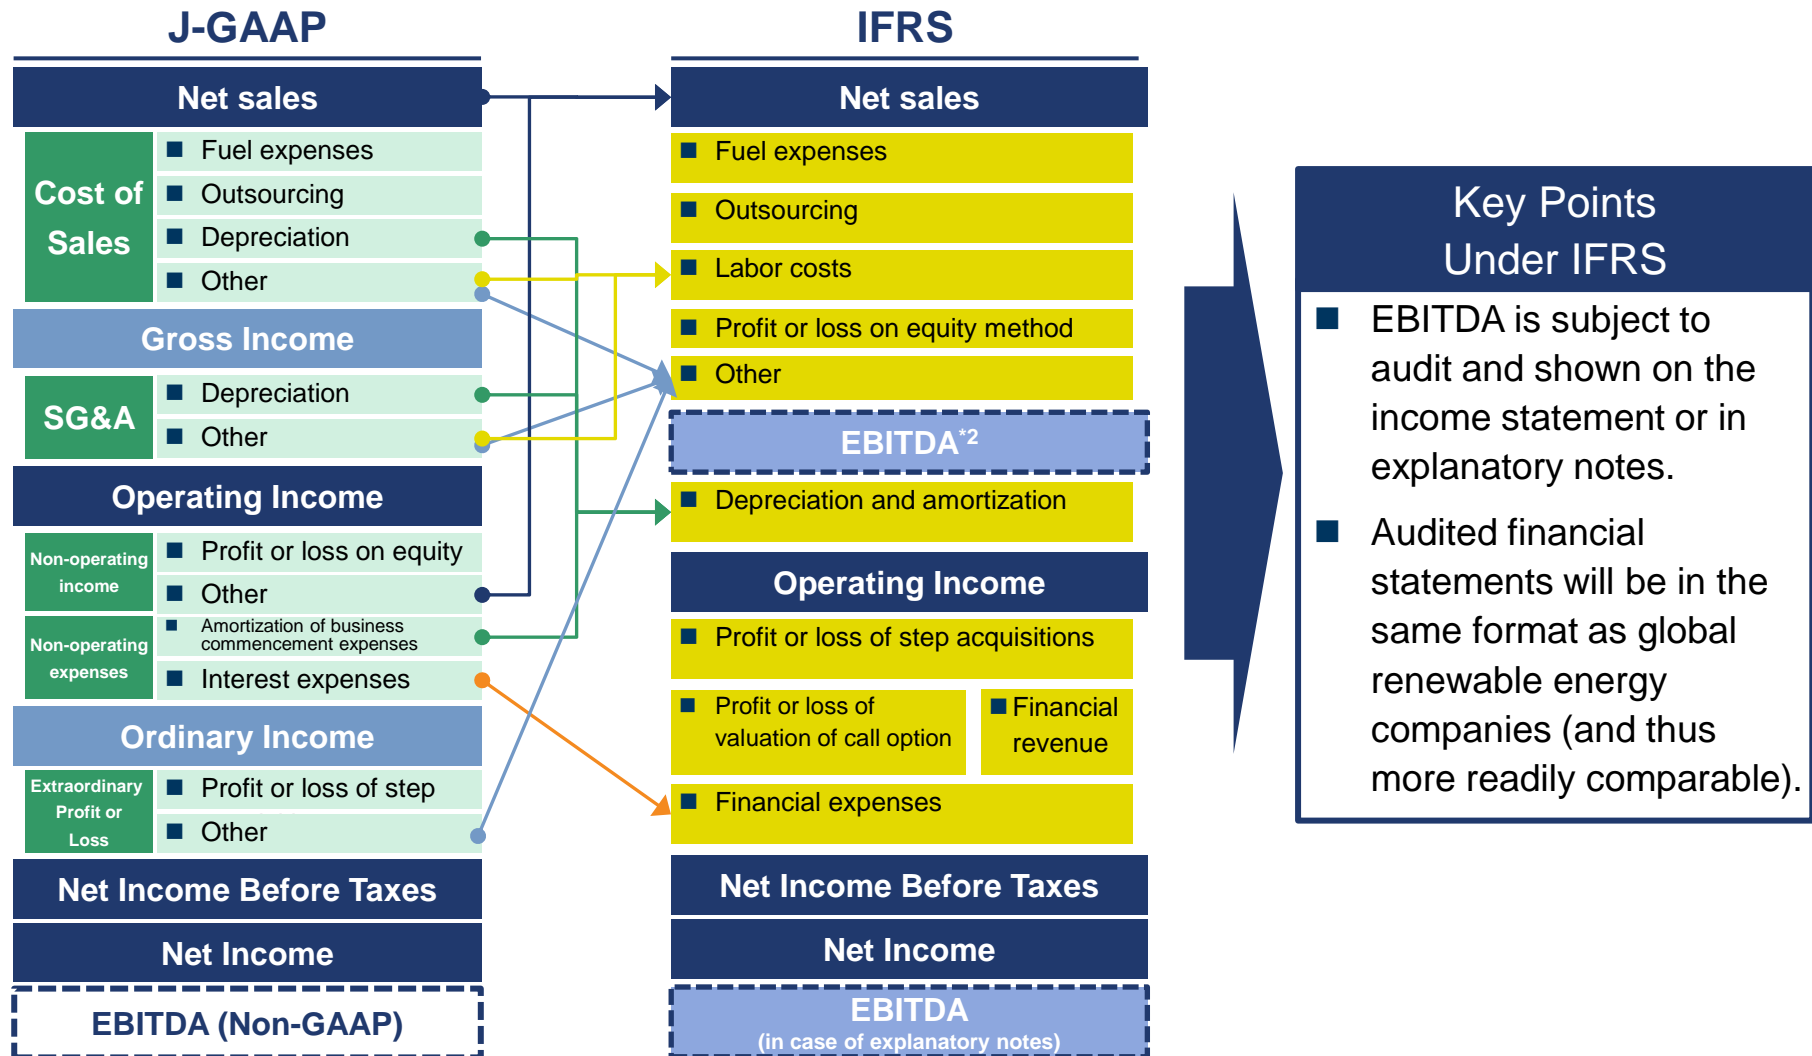 J-GAAP
Net sales
Cost of
Sales
■ Fuel expenses
■ Outsourcing
■ Depreciation
■ Other
Gross Income
SG&A
■ Depreciation
■ Other
Operating Income
Non-operating
income
■ Profit or loss on equity
■ Other
Non-operating
expenses
■ Amortization of business
commencement expenses
■ Interest expenses
Ordinary Income
Extraordinary
Profit or
Loss
■ Profit or loss of step
■ Other
Net Income Before Taxes
Net Income
EBITDA (Non-GAAP)
IFRS
Net sales
■ Fuel expenses
■ Outsourcing
■ Labor costs
■ Profit or loss on equity method
■ Other
EBITDA*2
■ Depreciation and amortization
Operating Income
■ Profit or loss of step acquisitions
■ Profit or loss of
valuation of call option
■ Financial
revenue
■ Financial expenses
Net Income Before Taxes
Net Income
EBITDA
(in case of explanatory notes)
Key Points
Under IFRS
■ EBITDA is subject to
audit and shown on the
income statement or in
explanatory notes.
■ Audited financial
statements will be in the
same format as global
renewable energy
companies (and thus
more readily comparable).